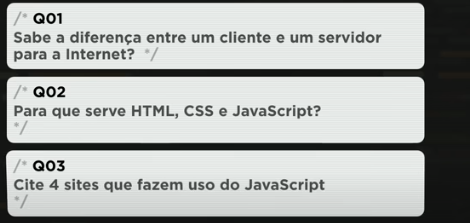 /* Q01
Sabe a diferença entre um cliente e um servidor
para a Internet? */
/* Q02
Para que serve HTML, CSS e JavaScript?
*/
/* Q03
Cite 4 sites que fazem uso do JavaScript
*/